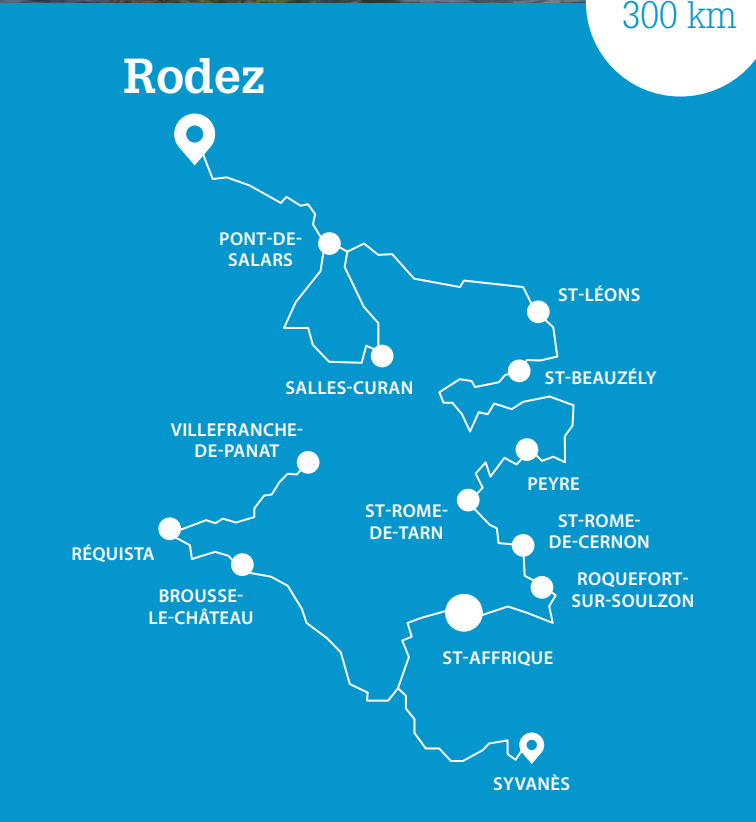 300 km
Rodez
PONT-DE-
SALARS
ST-LÉONS
ST-BEAUZÉLY
SALLES-CURAN
VILLEFRANCHE-
DE-PANAT
PEYRE
ST-ROME-
DE-TARN
ST-ROME-
DE-CERNON
RÉQUISTA
ROQUEFORT-
SUR-SOULZON
BROUSSE-
LE-CHÂTEAU
ST-AFFRIQUE
SYVANÈS